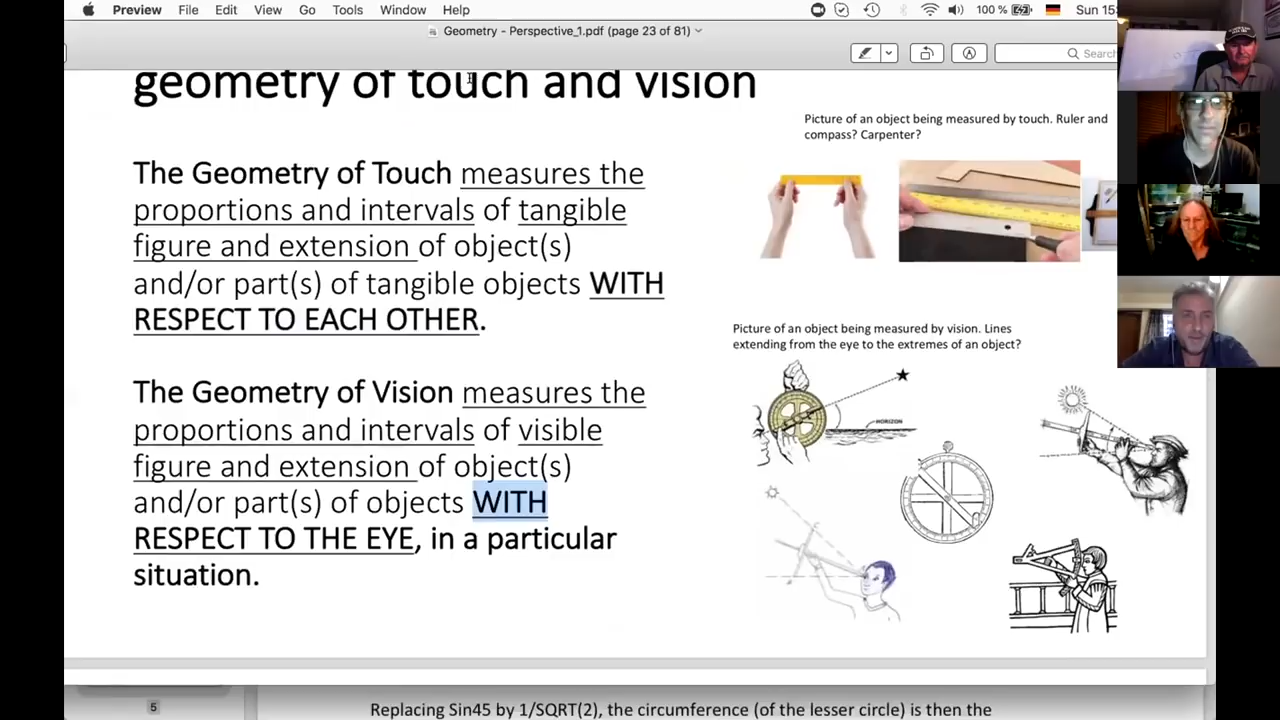 Preview File Edit View Go Tools Window Help 100 % Sun 15:
Geometry - Perspective_1.pdf (page 23 of 81)
Search
geometry of touch and vision
Picture of an object being measured by touch. Ruler and
compass? Carpenter?
The Geometry of Touch measures the
proportions and intervals of tangible
figure and extension of object(s)
and/or part(s) of tangible objects WITH
RESPECT TO EACH OTHER.
Picture of an object being measured by vision. Lines
extending from the eye to the extremes of an object?
The Geometry of Vision measures the
proportions and intervals of visible
figure and extension of object(s)
and/or part(s) of objects WITH
RESPECT TO THE EYE, in a particular
situation.
HORIZON
5
Replacing Sin45 by 1/SQRT(2), the circumference (of the lesser circle) is then the